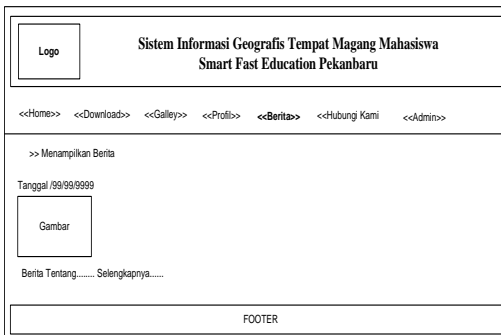 Logo
Sistem Informasi Geografis Tempat Magang Mahasiswa
Smart Fast Education Pekanbaru
<<Home>> <<Download>> <<Galley>> <<Profil>> <<Berita>> <<Hubungi Kami <<Admin>>
>> Menampilkan Berita
Tanggal /99/99/9999
Gambar
Berita Tentang........ Selengkapnya......
FOOTER